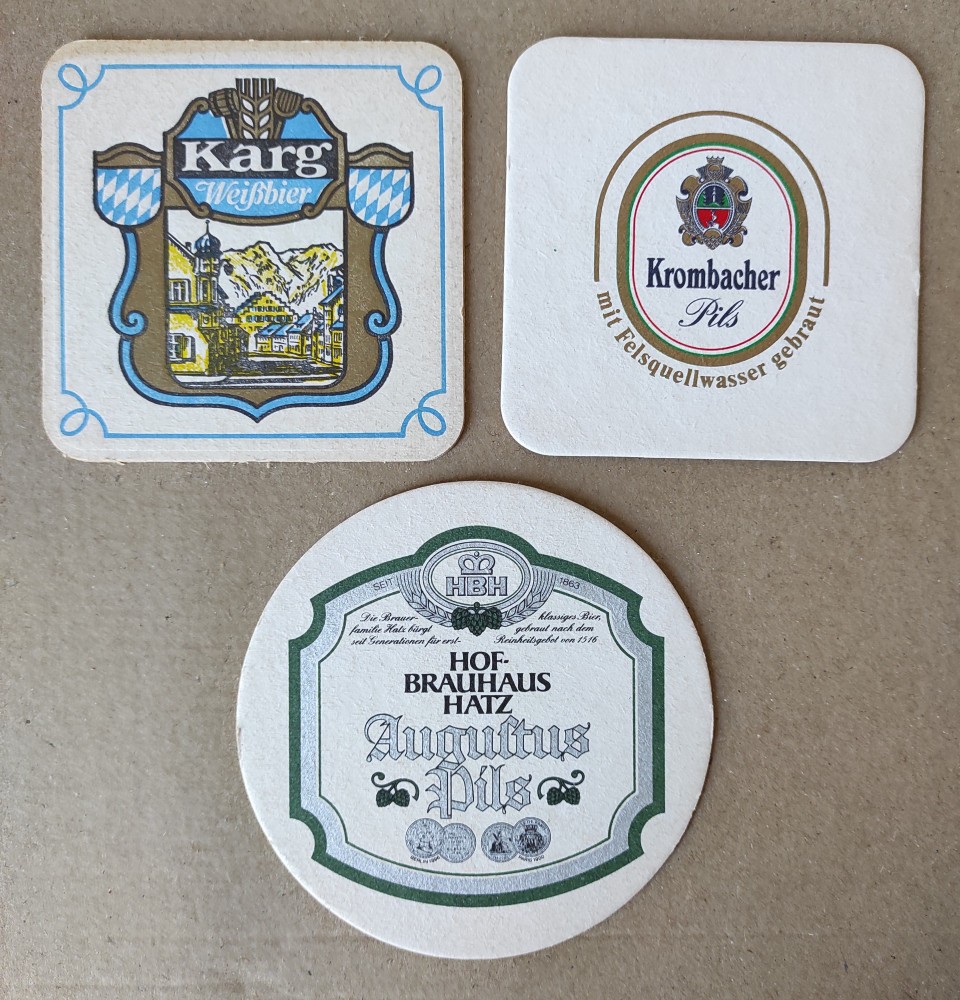 Karg
Weißbier
Krombacher
Pils
mit Felsquellwasser gebraut
HBH
SEIT 1863
Die Brauer-
familie Hatz bürgt
seit Generationen für erst-
klassiges Bier,
gebraut nach dem
Reinheitsgebot von 1516
HOF-
BRAUHAUS
HATZ
Auguſtus
Pils